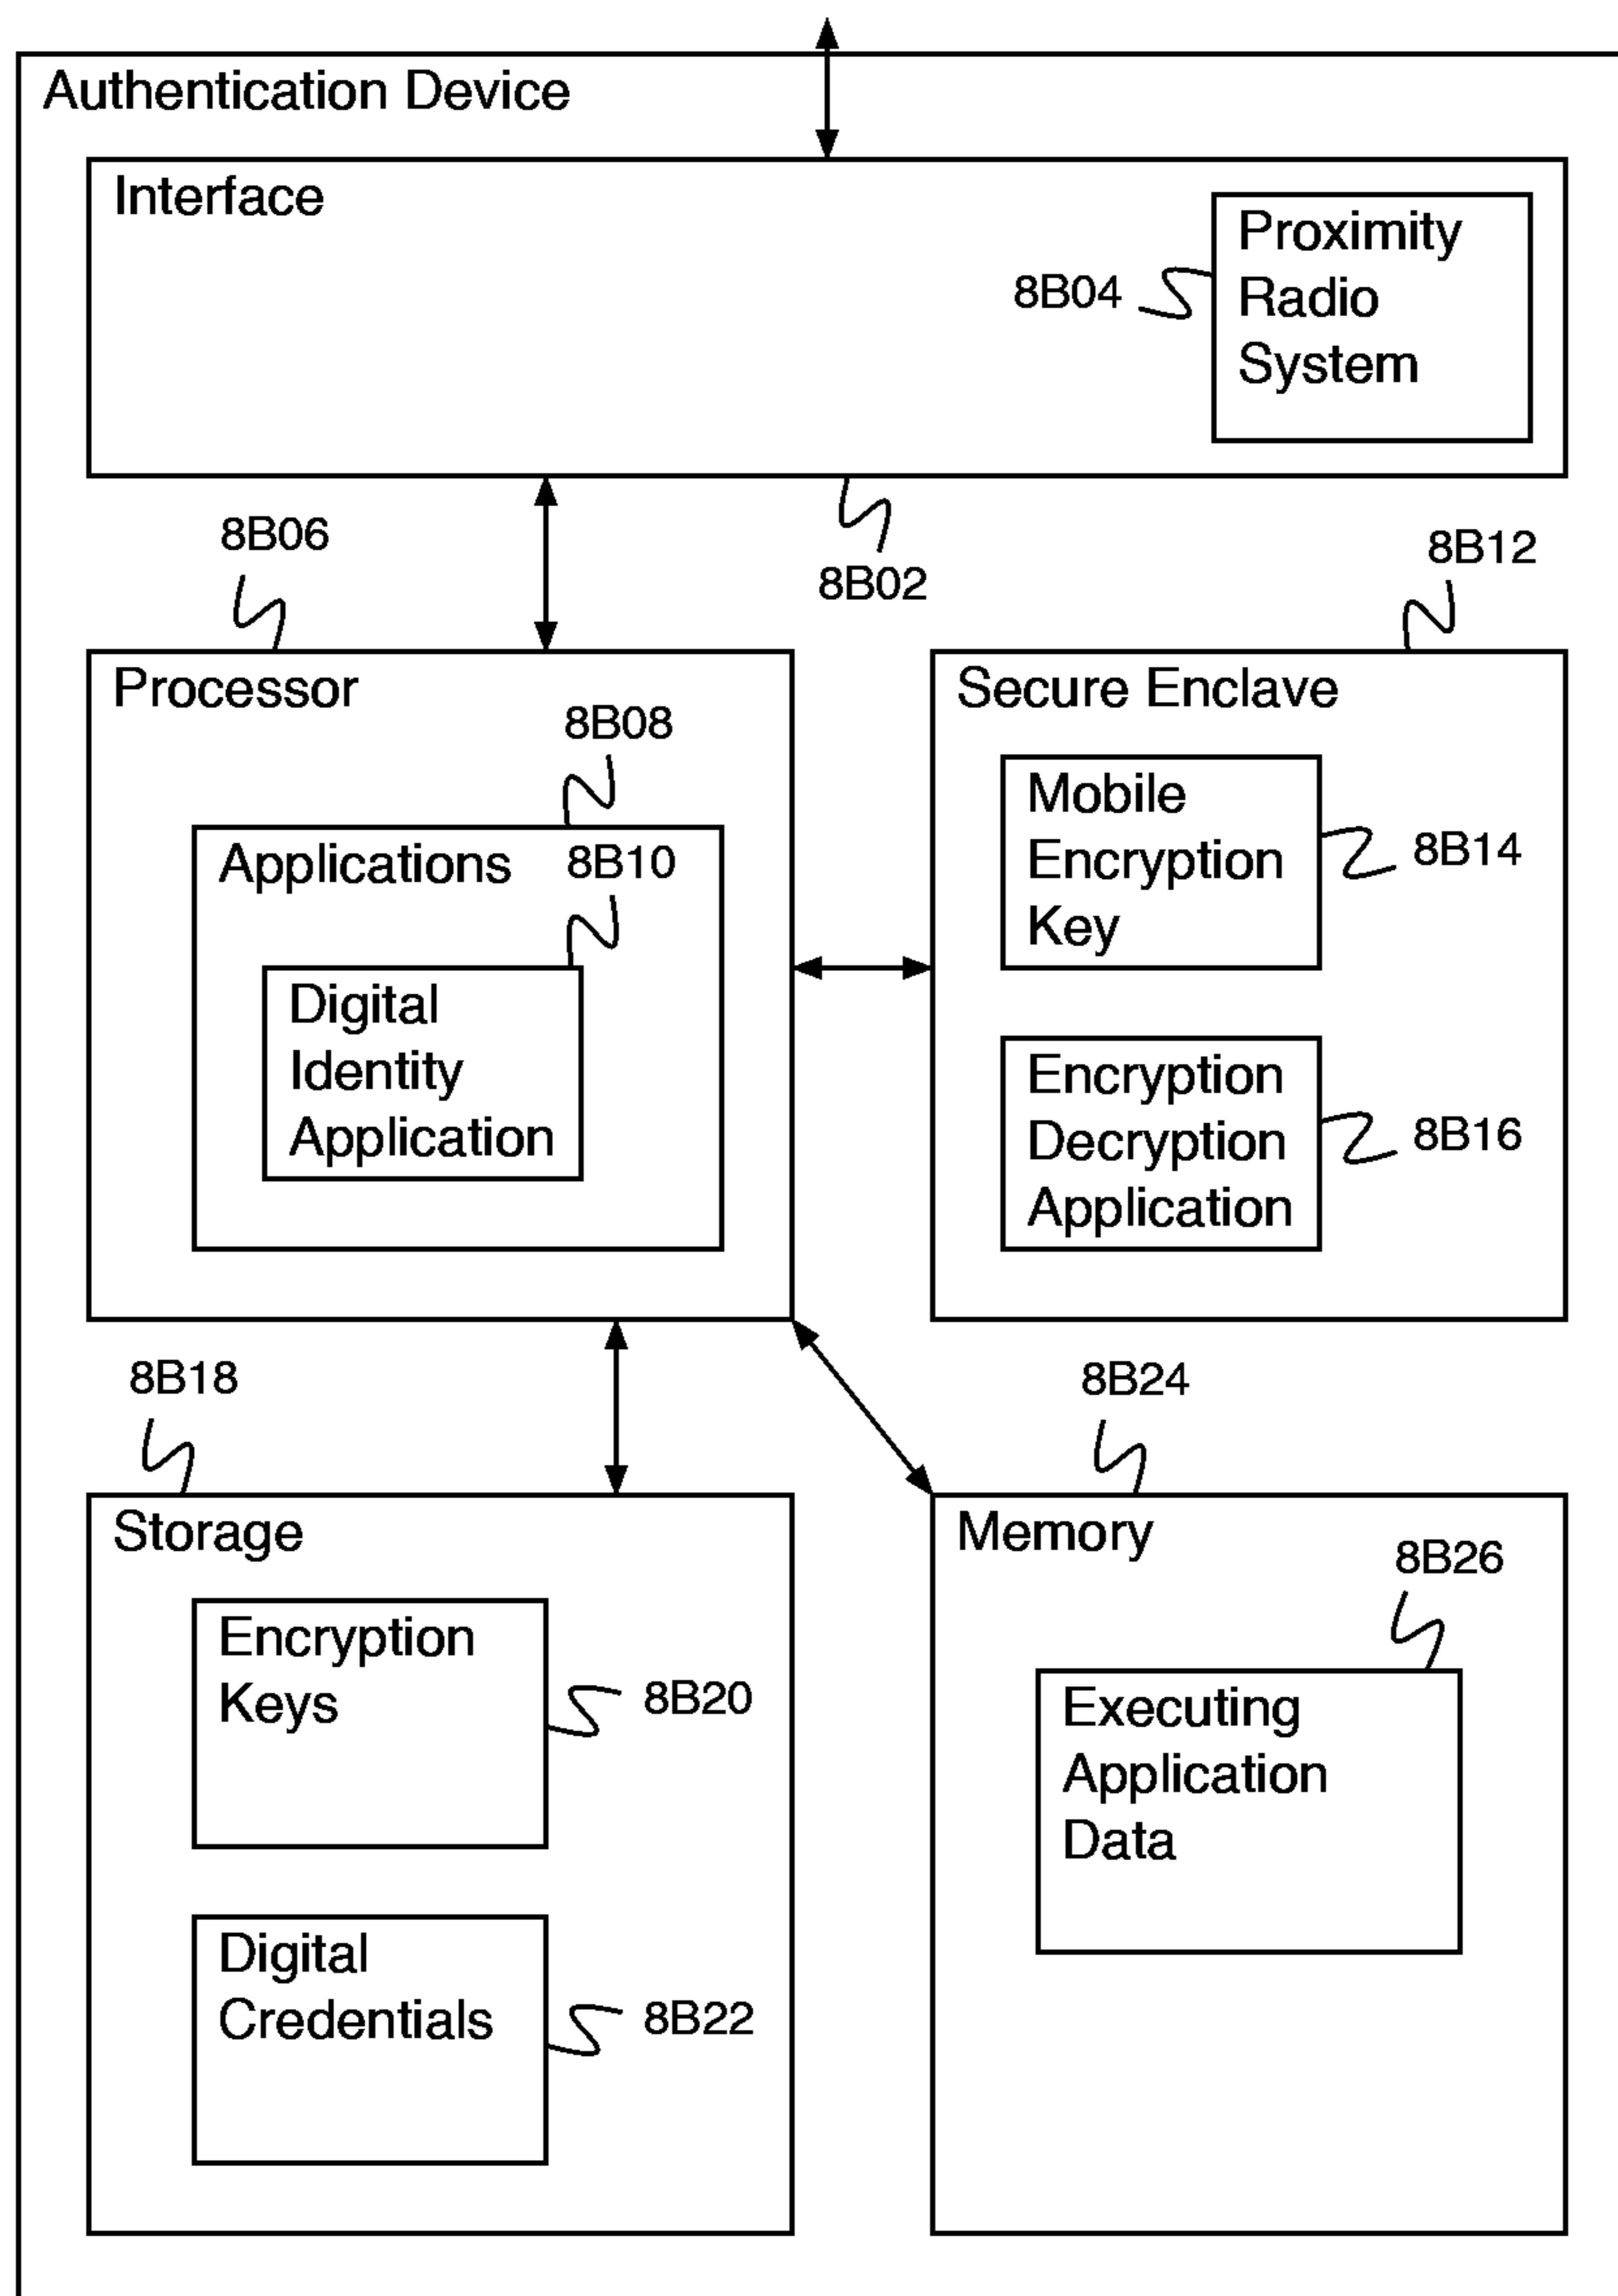 Authentication Device
Interface
Proximity
Radio
System
8B04
8B02
8B06
8B12
Processor
8B08
Applications
8B10
Digital
Identity
Application
Secure Enclave
Mobile
Encryption
Key
8B14
Encryption
Decryption
Application
8B16
8B18
8B24
Storage
Encryption
Keys
8B20
Digital
Credentials
8B22
Memory
8B26
Executing
Application
Data